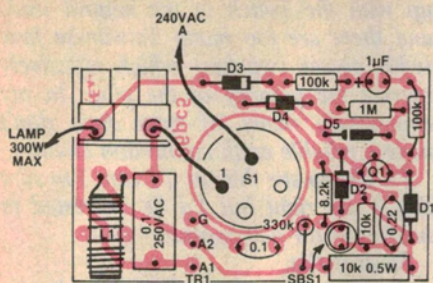 240VAC
A
LAMP
300W
MAX
D3
100k
+
1µF
D4
1M
100k
D5
1
S1
8.2k
Q1
D2
D1
L1
0.1
250VAC
G
A2
A1
TR1
330k
0.1
10k
0.22
SBS1
10k 0.5W